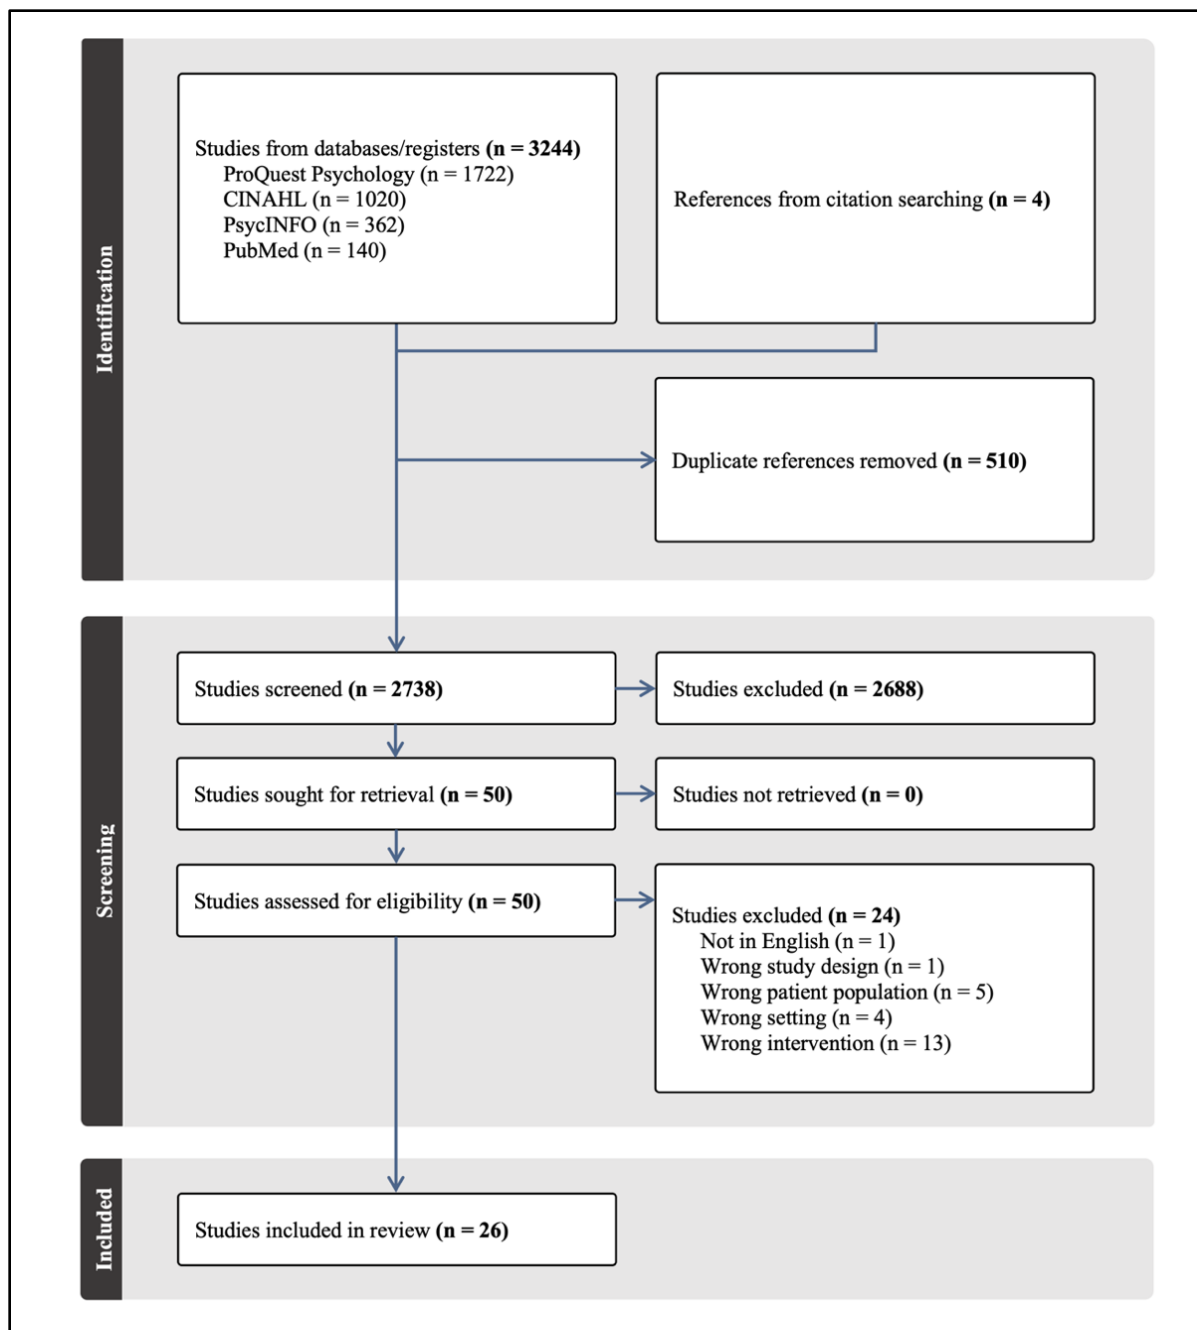 Identification
Studies from databases/registers (n = 3244)
ProQuest Psychology (n = 1722)
CINAHL (n = 1020)
PsycINFO (n = 362)
PubMed (n = 140)
References from citation searching (n = 4)
Duplicate references removed (n = 510)
Screening
Studies screened (n = 2738)
Studies excluded (n = 2688)
Studies sought for retrieval (n = 50)
Studies not retrieved (n = 0)
Studies assessed for eligibility (n = 50)
Studies excluded (n = 24)
Not in English (n = 1)
Wrong study design (n = 1)
Wrong patient population (n = 5)
Wrong setting (n = 4)
Wrong intervention (n = 13)
Included
Studies included in review (n = 26)